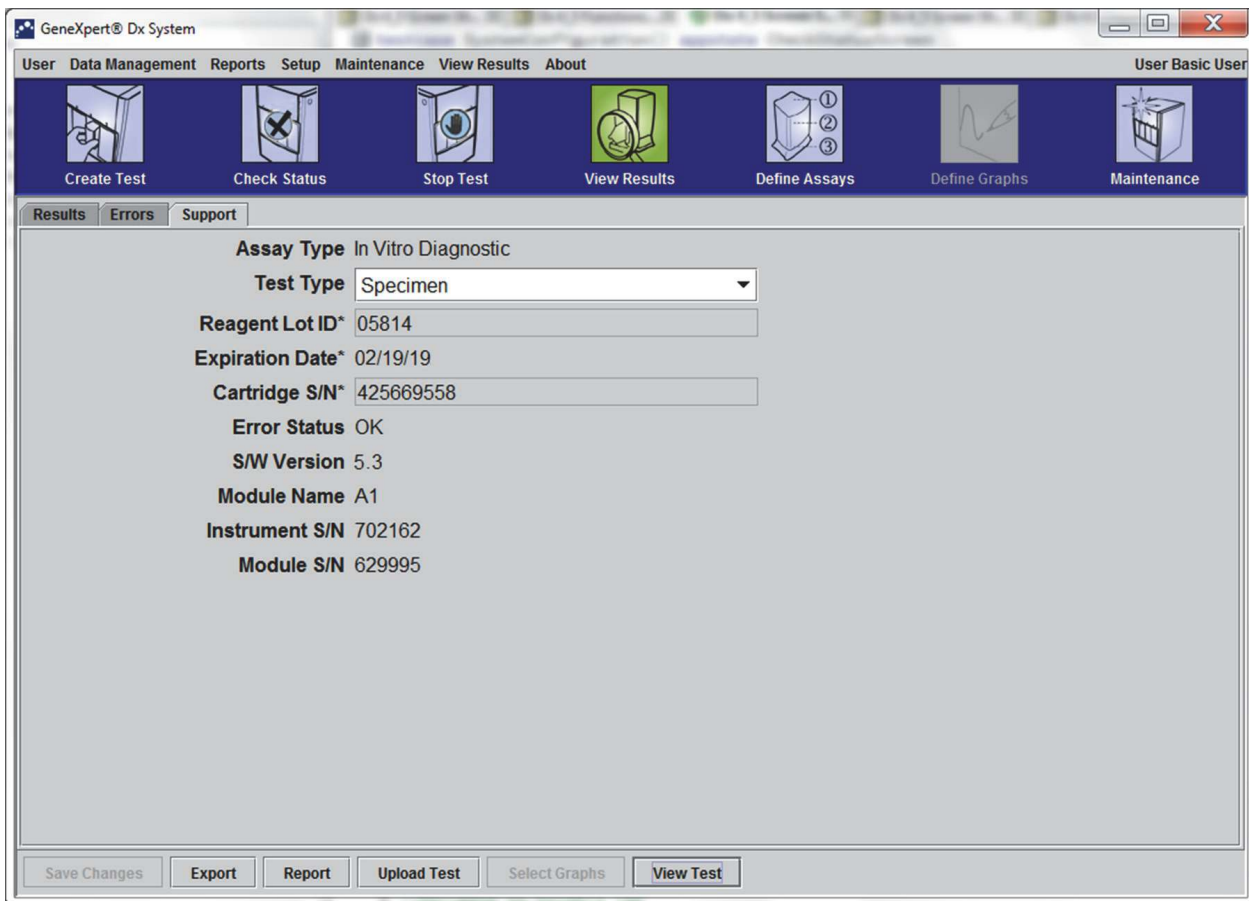 GeneXpert® Dx System
User Data Management Reports Setup Maintenance View Results About User Basic User
① ② ③
Create Test Check Status Stop Test View Results Define Assays Define Graphs Maintenance
Results Errors Support
Assay Type In Vitro Diagnostic
Test Type Specimen
Reagent Lot ID* 05814
Expiration Date* 02/19/19
Cartridge S/N* 425669558
Error Status OK
S/W Version 5.3
Module Name A1
Instrument S/N 702162
Module S/N 629995
Save Changes Export Report Upload Test Select Graphs View Test